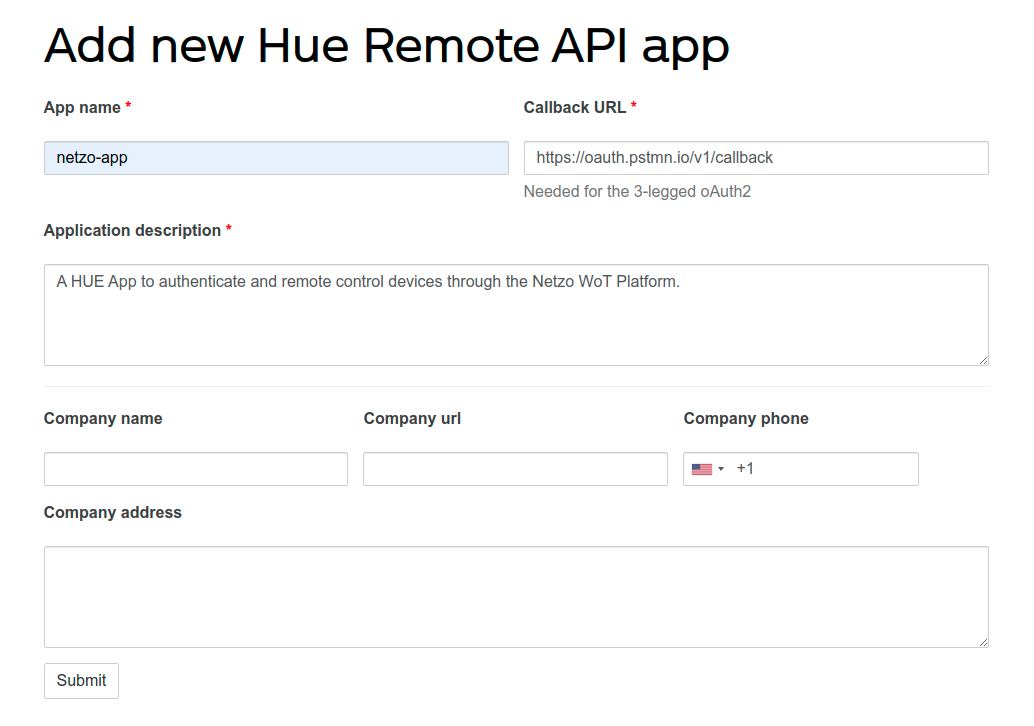 Add new Hue Remote API app
App name * Callback URL *
netzo-app https://oauth.pstmn.io/v1/callback
Needed for the 3-legged oAuth2
Application description *
A HUE App to authenticate and remote control devices through the Netzo WoT Platform.
Company name Company url Company phone
+1
Company address
Submit